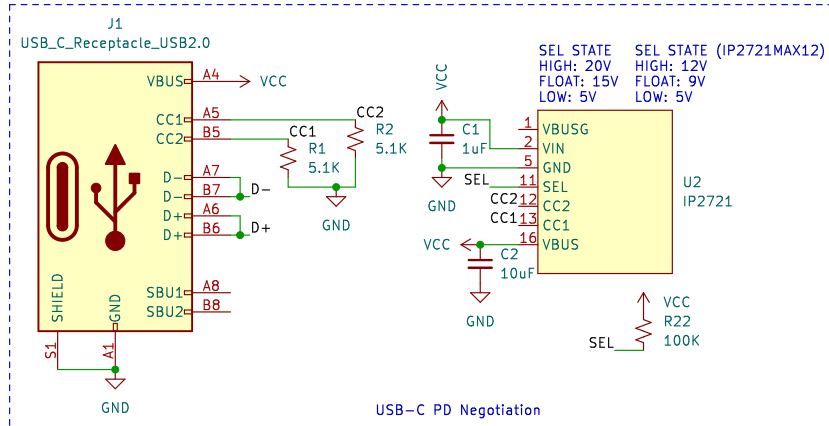 J1
USB_C_Receptacle_USB2.0
VBUS
A4
VCC
CC1
A5
CC2
CC2
B5
CC1
R2
5.1K
R1
5.1K
D-
A7
D-
B7
D-
D+
A6
D+
B6
D+
GND
SBU1
A8
SBU2
B8
SHIELD
GND
S1
A1
GND
SEL STATE
HIGH: 20V
FLOAT: 15V
LOW: 5V
SEL STATE (IP2721MAX12)
HIGH: 12V
FLOAT: 9V
LOW: 5V
VCC
C1
1uF
GND
1
VBUSG
2
VIN
5
GND
SEL
11
SEL
CC2
12
CC2
CC1
13
CC1
VCC
16
VBUS
U2
IP2721
C2
10uF
GND
VCC
R22
100K
SEL
USB-C PD Negotiation